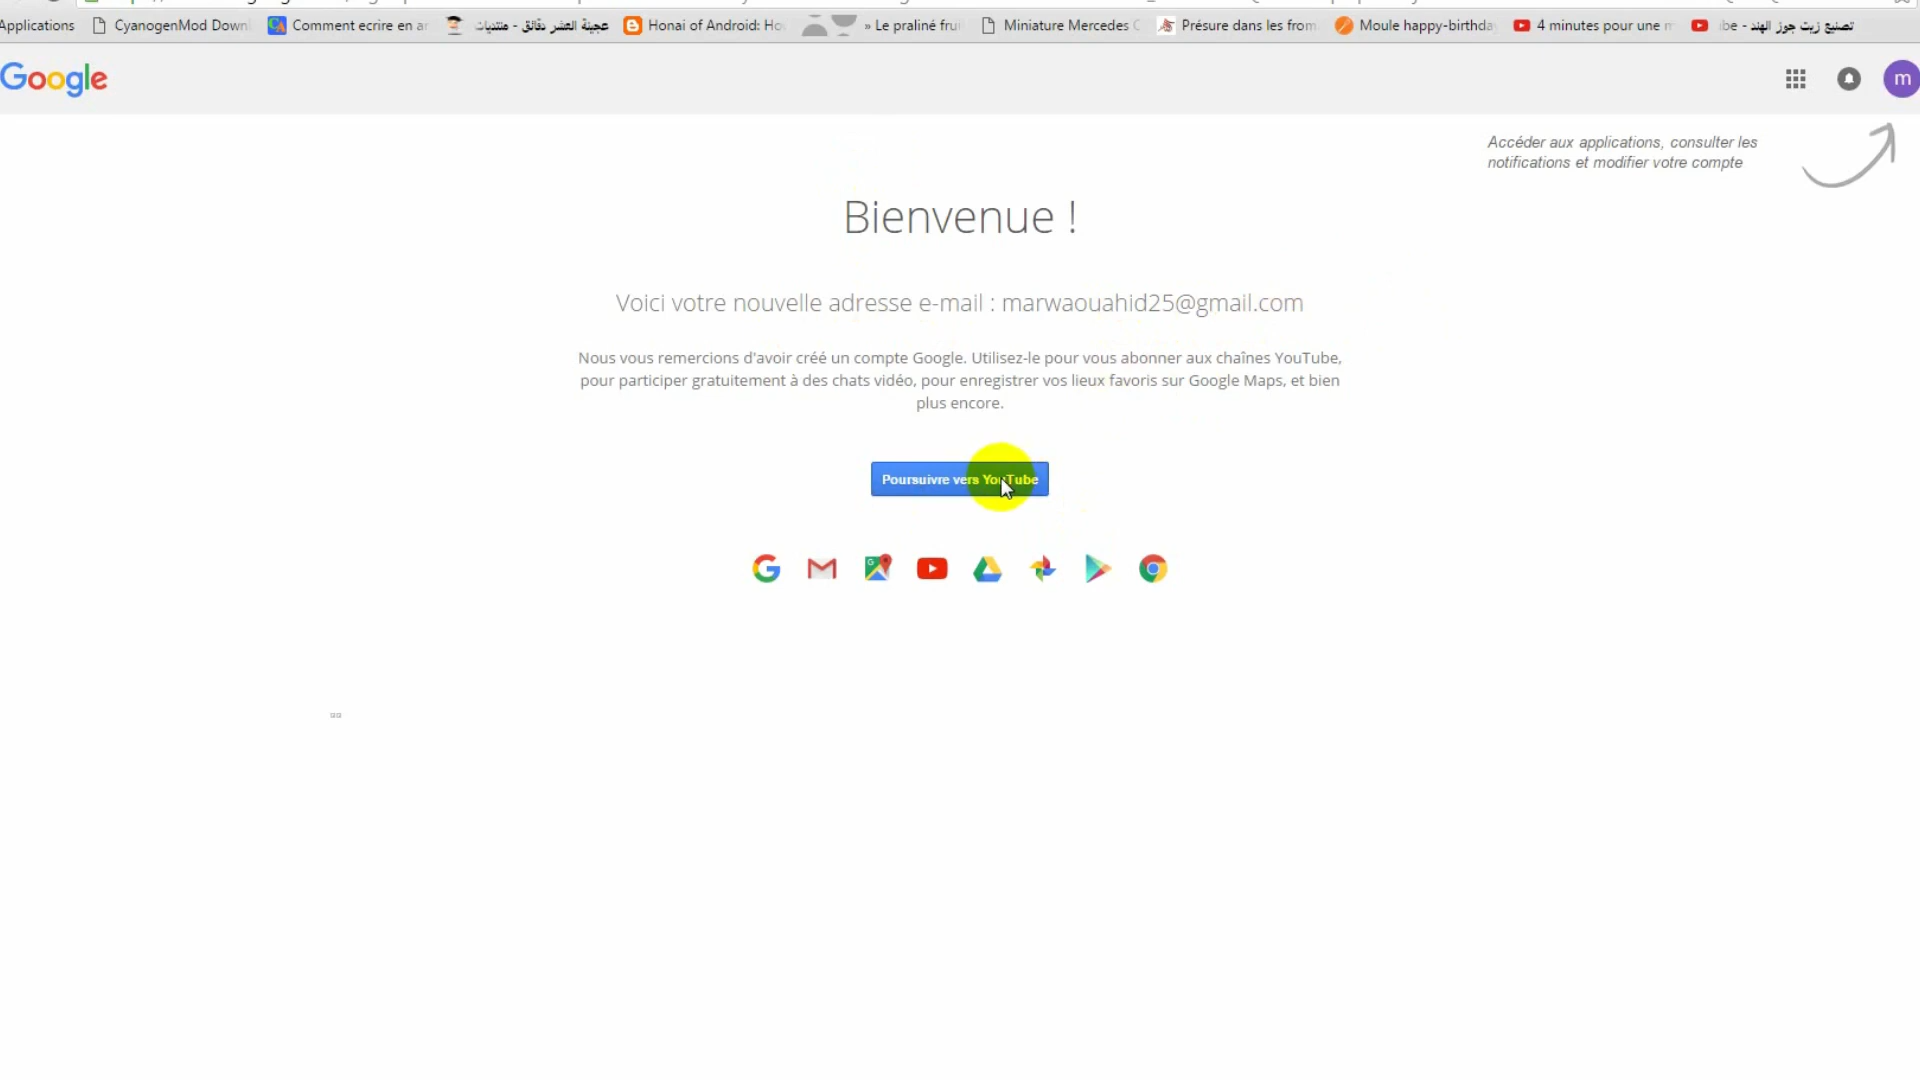 Applications CyanogenMod Down Comment ecrire en ar عجينة العشر دقائق - منتديات Honai of Android: Ho » Le praliné frui Miniature Mercedes C Présure dans les from Moule happy-birthda 4 minutes pour une m تصنيع زيت جوز الهند - be
Google
m
Accéder aux applications, consulter les
notifications et modifier votre compte
Bienvenue !
Voici votre nouvelle adresse e-mail : marwaouahid25@gmail.com
Nous vous remercions d'avoir créé un compte Google. Utilisez-le pour vous abonner aux chaînes YouTube,
pour participer gratuitement à des chats vidéo, pour enregistrer vos lieux favoris sur Google Maps, et bien
plus encore.
Poursuivre vers YouTube